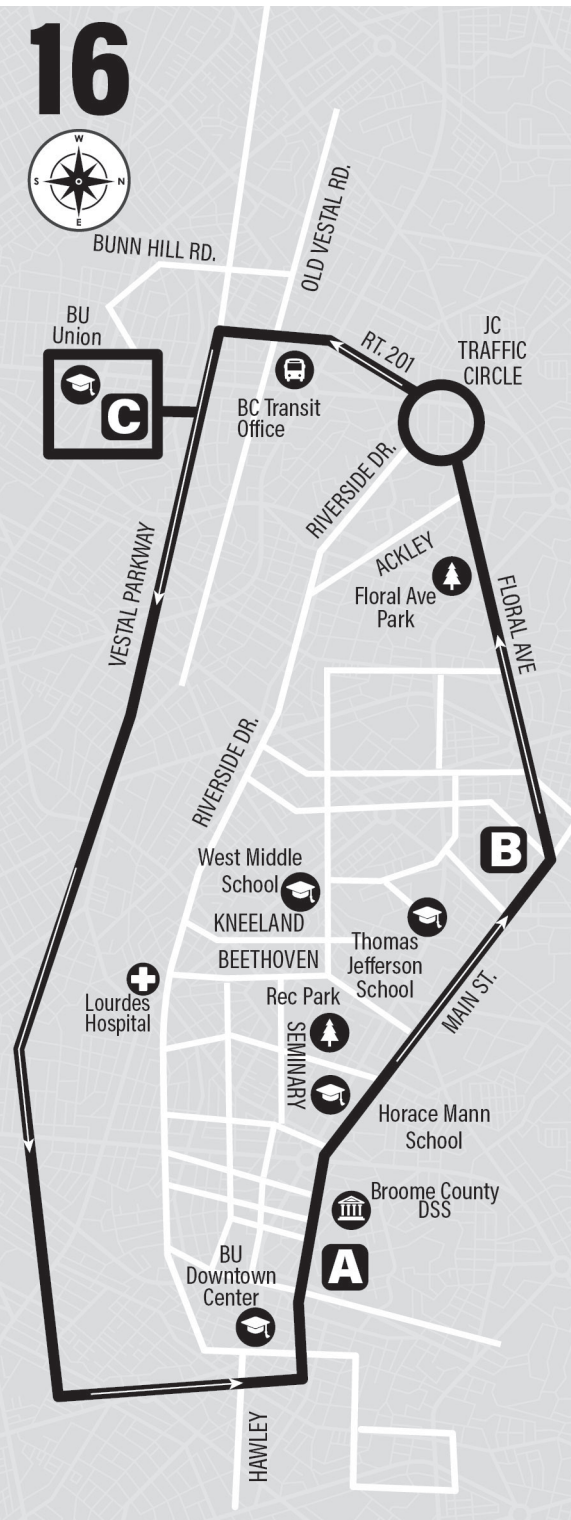 16
W
S
N
E
BUNN HILL RD.
OLD VESTAL RD.
BU
Union
C
RT. 201
JC
TRAFFIC
CIRCLE
BC Transit
Office
RIVERSIDE DR.
ACKLEY
Floral Ave
Park
VESTAL PARKWAY
FLORAL AVE
RIVERSIDE DR.
B
West Middle
School
KNEELAND
Thomas
Jefferson
School
BEETHOVEN
MAIN ST.
Lourdes
Hospital
Rec Park
SEMINARY
Horace Mann
School
Broome County
DSS
A
BU
Downtown
Center
HAWLEY